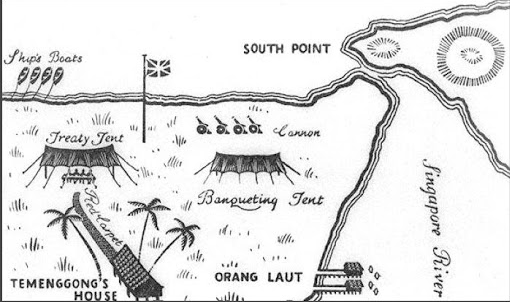 SOUTH POINT
Ship's Boats
Treaty Tent
Cannon
Banqueting Tent
Red Carpet
Singapore River
ORANG LAUT
TEMENGGONG'S
HOUSE